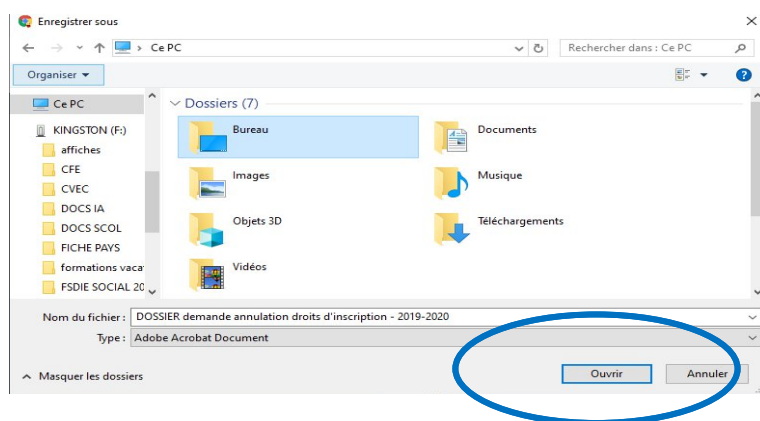 Enregistrer sous
Ce PC
Rechercher dans : Ce PC
Organiser
Ce PC
KINGSTON (F:)
affiches
CFE
CVEC
DOCS IA
DOCS SCOL
FICHE PAYS
formations vaca
FSDIE SOCIAL 20
Dossiers (7)
Bureau
Documents
Images
Musique
Objets 3D
Téléchargements
Vidéos
Nom du fichier : DOSSIER demande annulation droits d'inscription - 2019-2020
Type : Adobe Acrobat Document
Masquer les dossiers
Ouvrir
Annuler